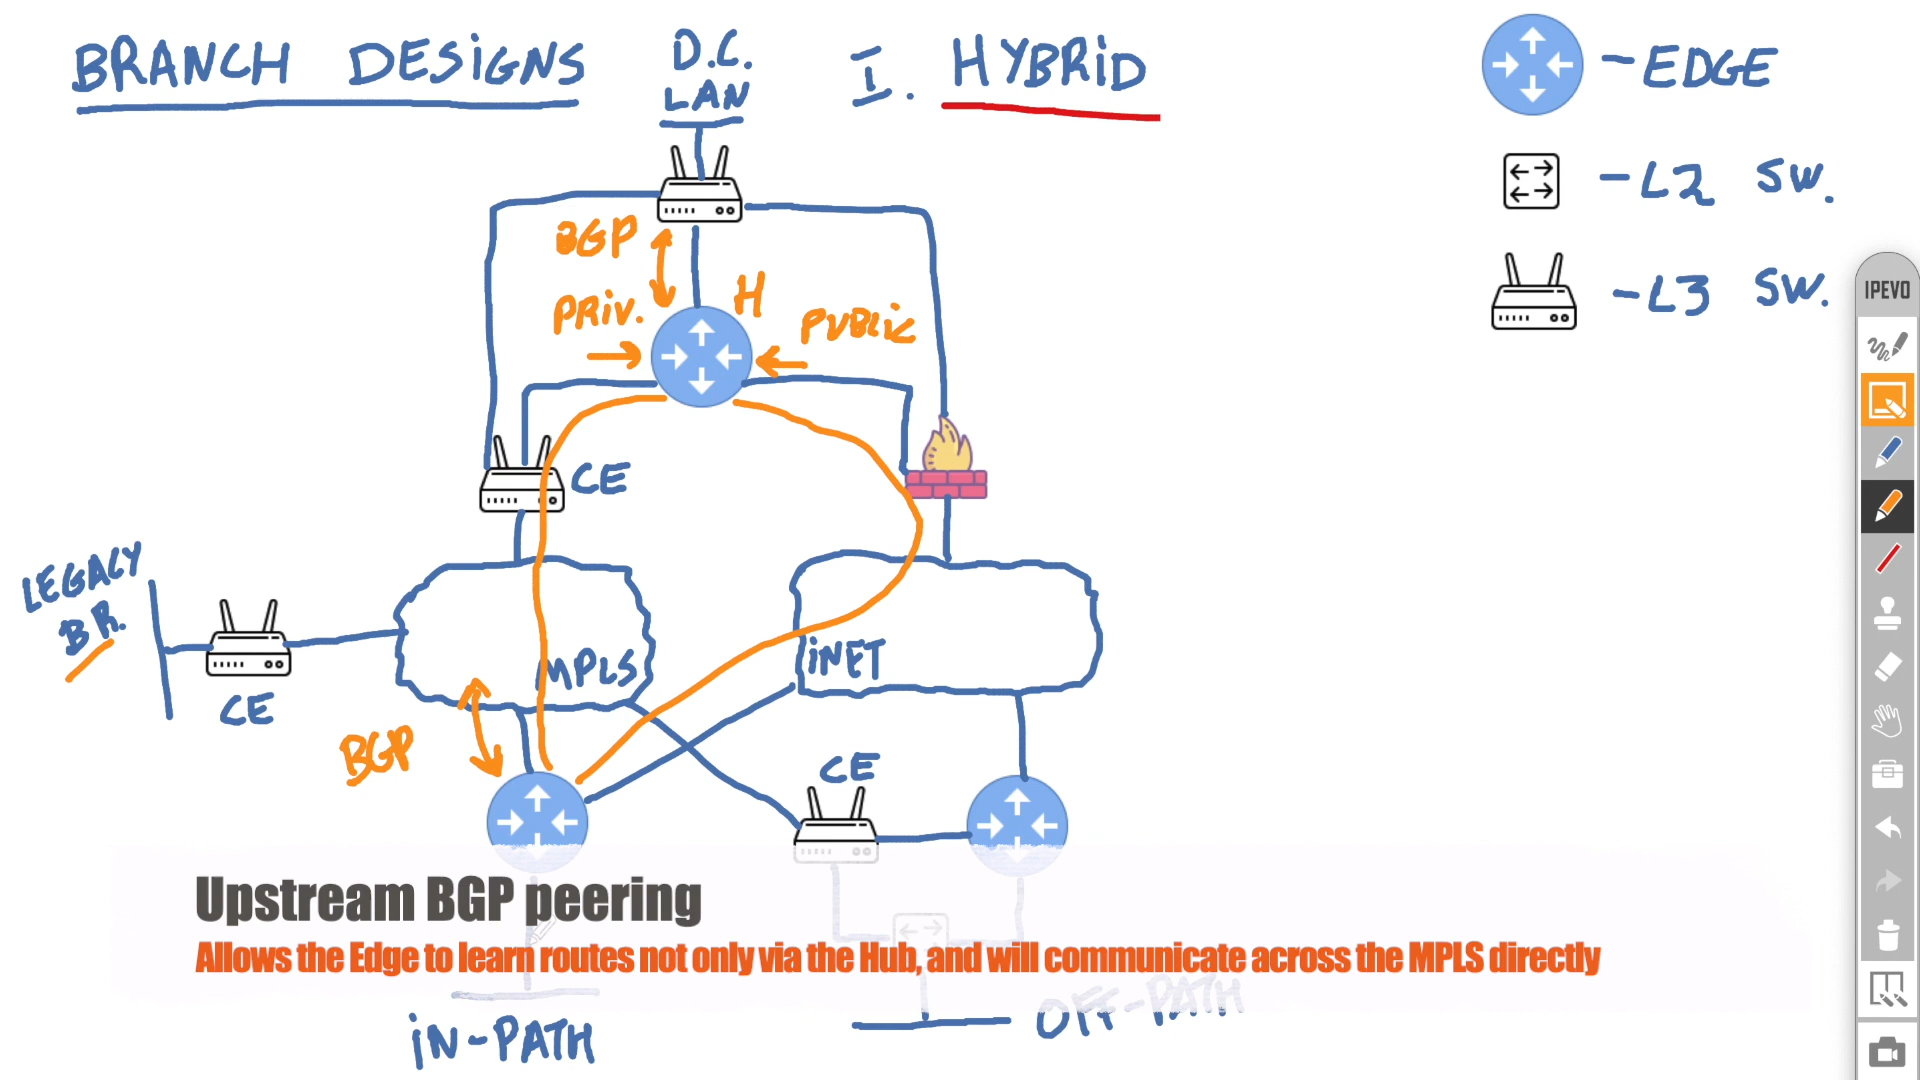 BRANCH DESIGNS
D.C.
LAN
I. HYBRID
- EDGE
- L2 SW.
- L3 SW.
IPEVO
BGP
PRIV.
H
PUBLIC
CE
LEGACY
BR.
CE
MPLS
INET
BGP
CE
Upstream BGP peering
Allows the Edge to learn routes not only via the Hub, and will communicate across the MPLS directly
IN-PATH
OFF-PATH